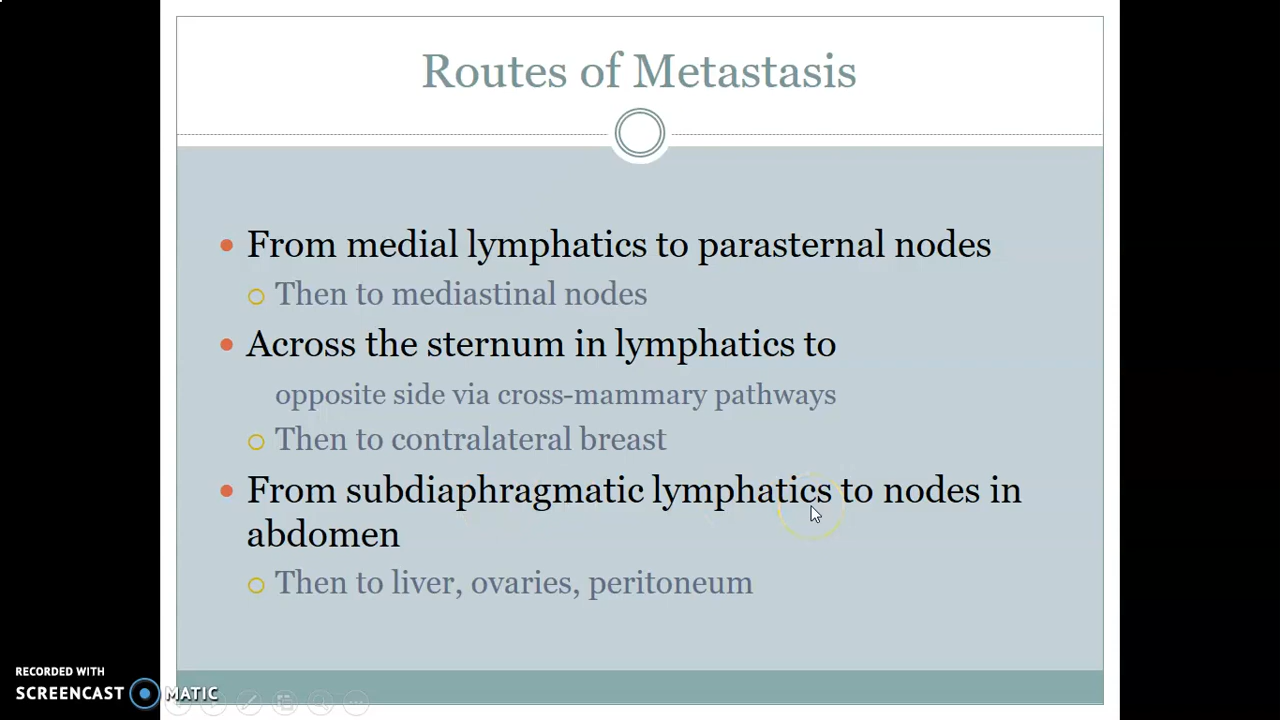 Routes of Metastasis
From medial lymphatics to parasternal nodes
Then to mediastinal nodes
Across the sternum in lymphatics to
opposite side via cross-mammary pathways
Then to contralateral breast
From subdiaphragmatic lymphatics to nodes in
abdomen
Then to liver, ovaries, peritoneum
RECORDED WITH
SCREENCAST MATIC